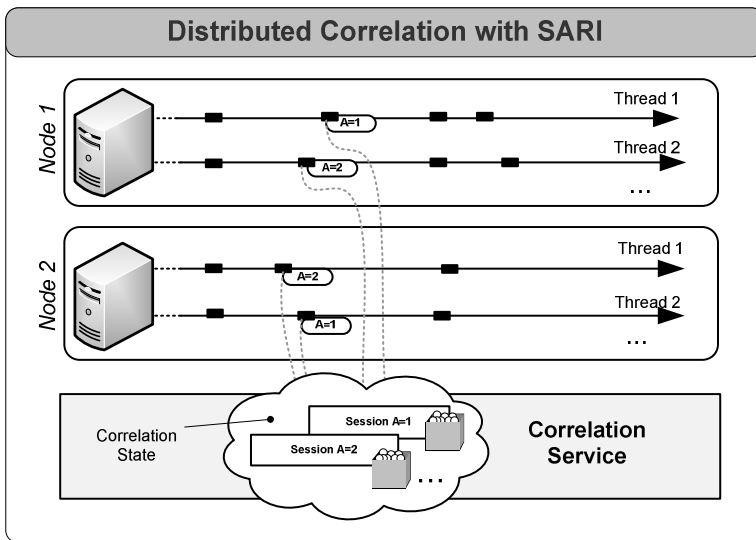 Distributed Correlation with SARI
Node 1
Thread 1
A=1
Thread 2
A=2
...
Node 2
Thread 1
A=2
Thread 2
A=1
...
Correlation
State
Session A=1
Session A=2
...
Correlation
Service